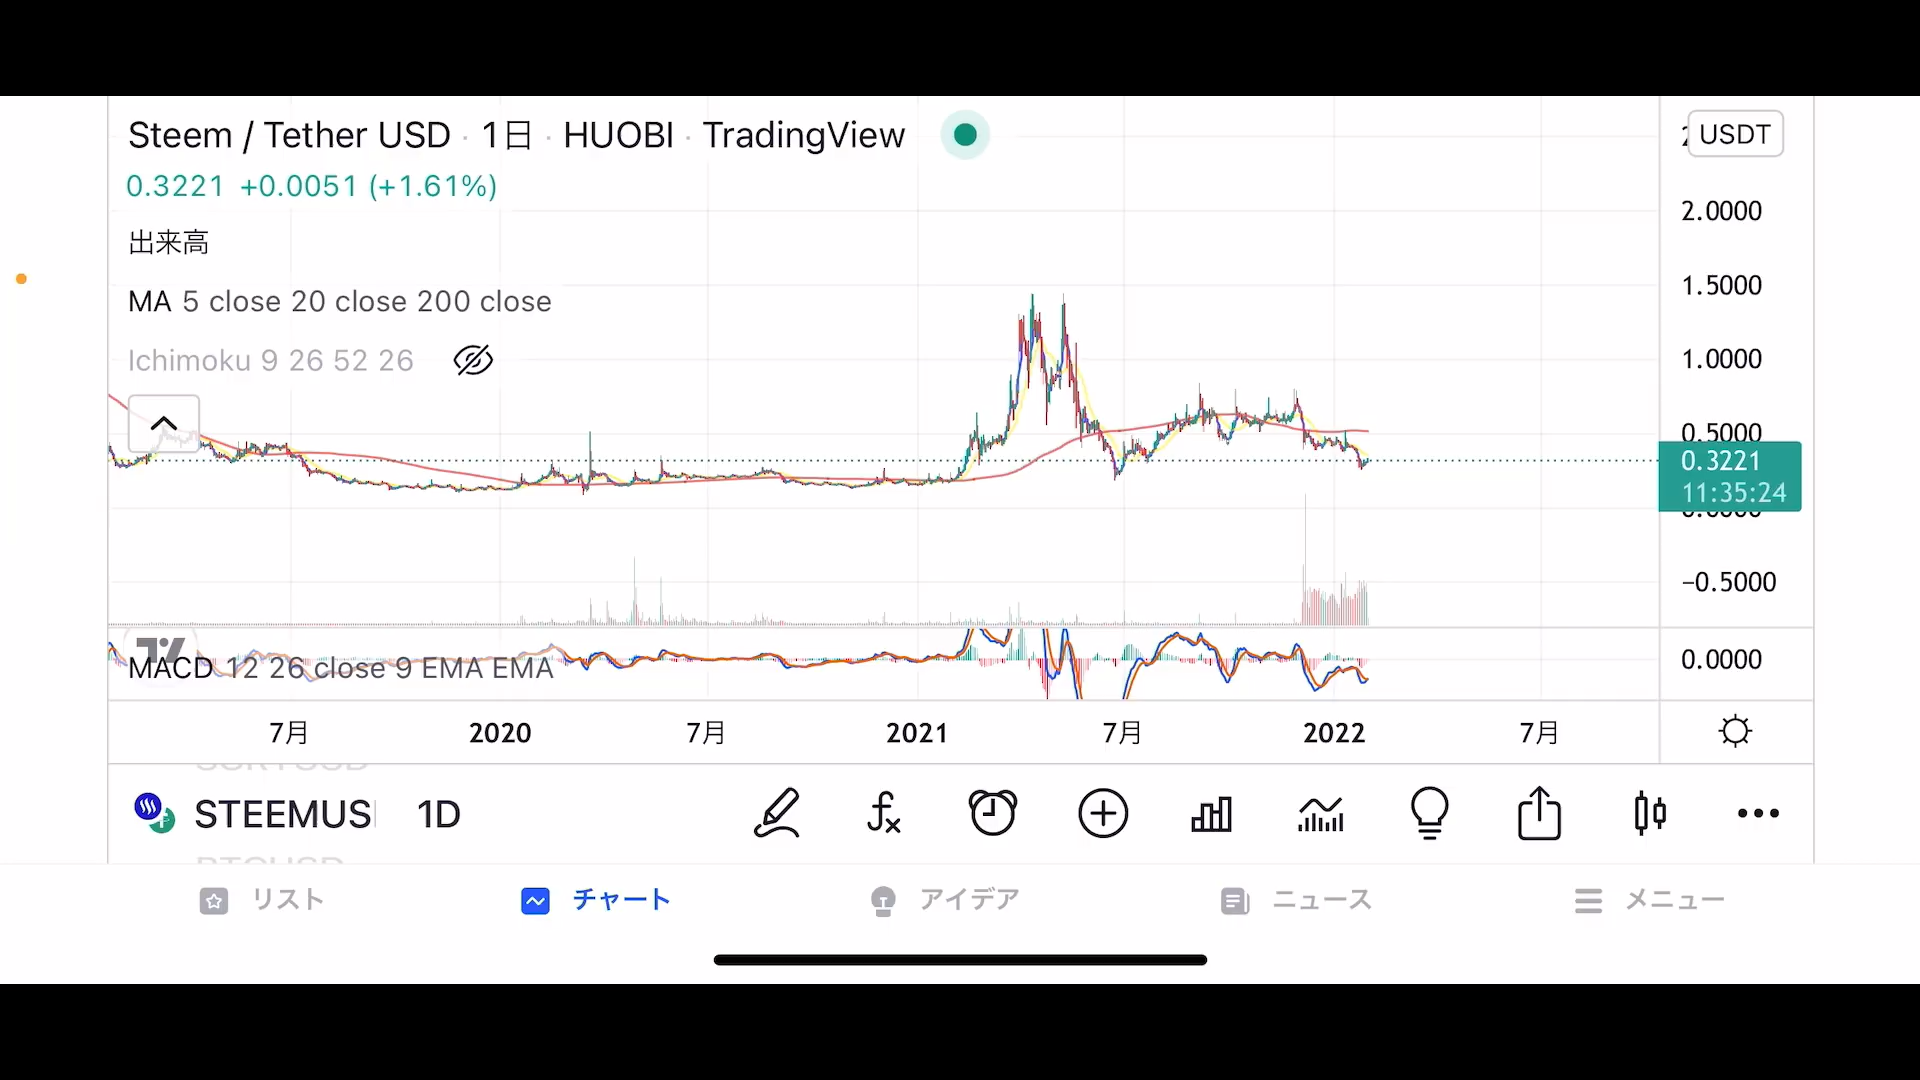 Steem / Tether USD · 1日 · HUOBI · TradingView
USDT
0.3221 +0.0051 (+1.61%)
2.0000
出来高
1.5000
MA 5 close 20 close 200 close
1.0000
Ichimoku 9 26 52 26
0.5000
0.3221
11:35:24
−0.5000
MACD 12 26 close 9 EMA EMA
0.0000
7月 2020 7月 2021 7月 2022 7月
STEEMUS 1D
リスト チャート アイデア ニュース メニュー